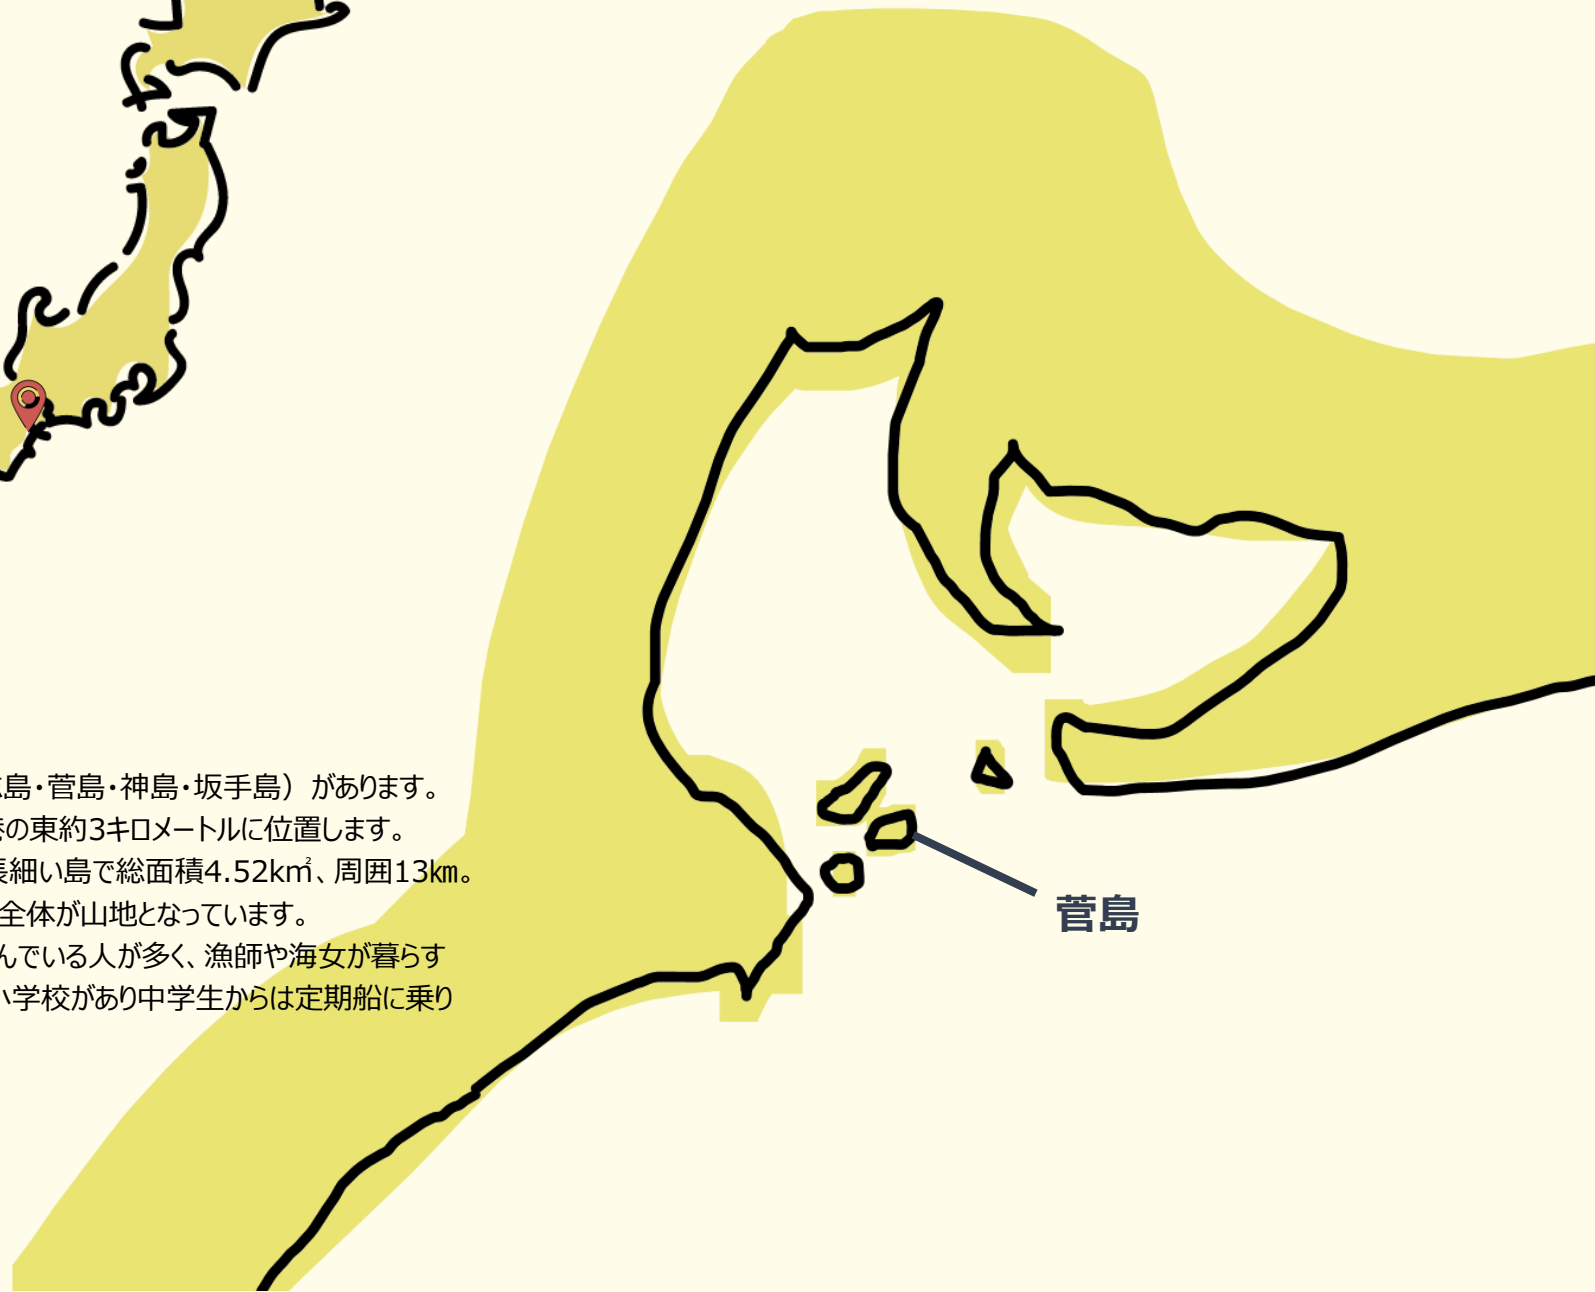 島・菅島・神島・坂手島）があります。
の東約3キロメートルに位置します。
長細い島で総面積4.52k㎡、周囲13㎞。
全体が山地となっています。
んでいる人が多く、漁師や海女が暮らす
小学校があり中学生からは定期船に乗り
菅島